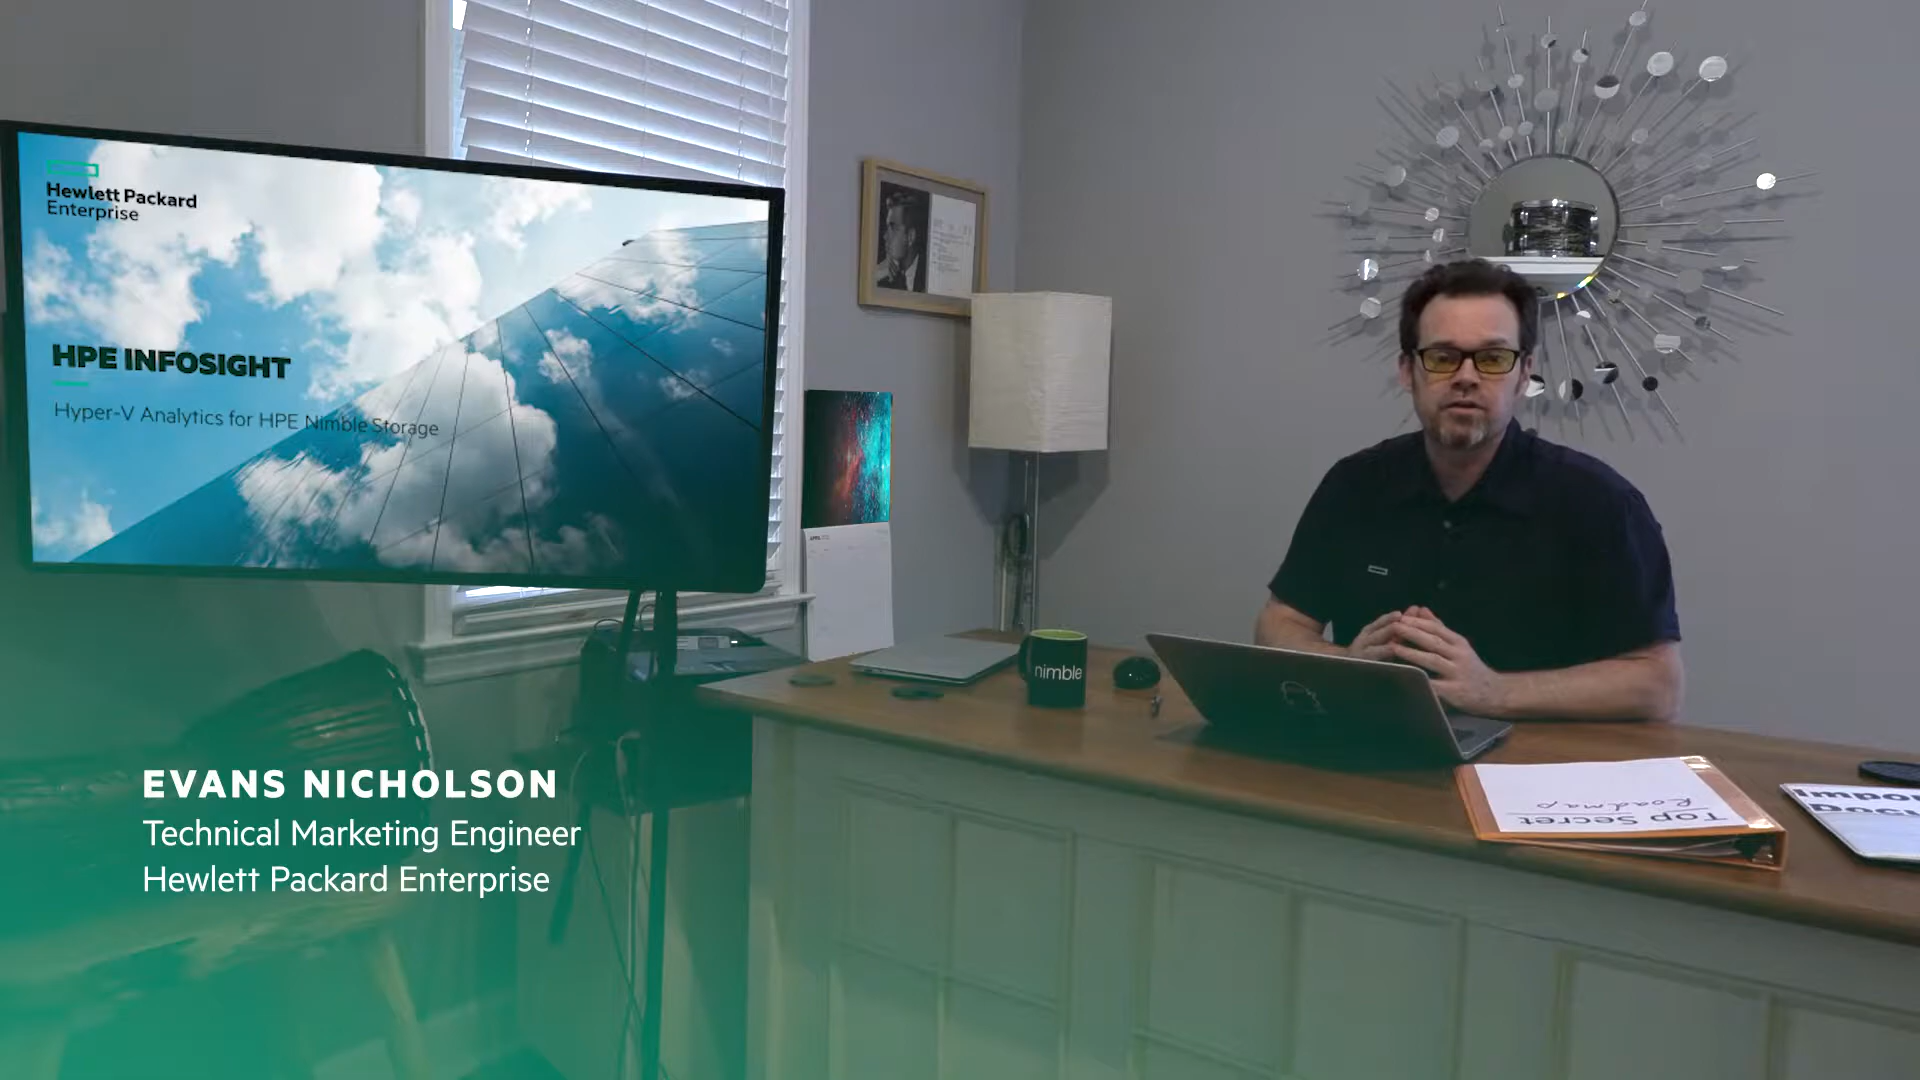 Hewlett Packard
Enterprise
HPE INFOSIGHT
Hyper-V Analytics for HPE Nimble Storage
APRIL
nimble
Top Secret
Roadmap
EVANS NICHOLSON
Technical Marketing Engineer
Hewlett Packard Enterprise